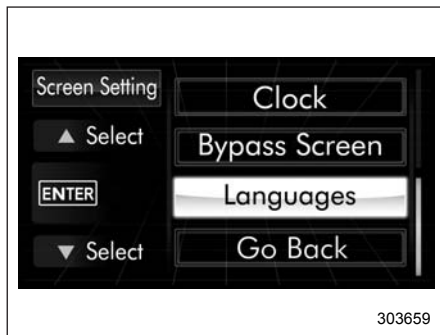 Screen Setting
▲ Select
ENTER
▼ Select
Clock
Bypass Screen
Languages
Go Back
303659